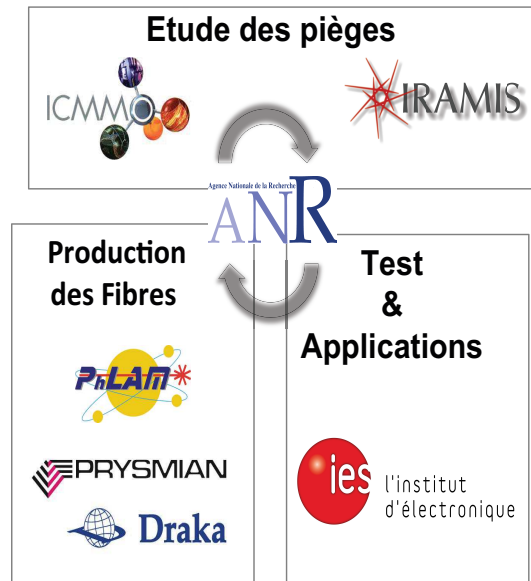 Etude des pièges
ICMMO
IRAMIS
Agence Nationale de la Recherche
ANR
Production
des Fibres
PhLAM
PRYSMIAN
Draka
Test
&
Applications
ies
l'institut
d'électronique